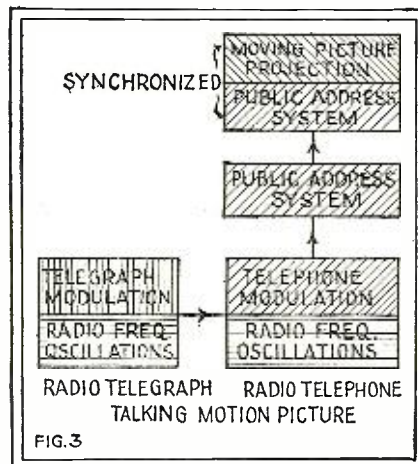 MOVING PICTURE
PROJECTION
SYNCHRONIZED
PUBLIC ADDRESS
SYSTEM
PUBLIC ADDRESS
SYSTEM
TELEGRAPH
MODULATION
RADIO FREQ.
OSCILLATIONS
TELEPHONE
MODULATION
RADIO FREQ.
OSCILLATIONS
RADIO TELEGRAPH RADIO TELEPHONE
TALKING MOTION PICTURE
FIG.3